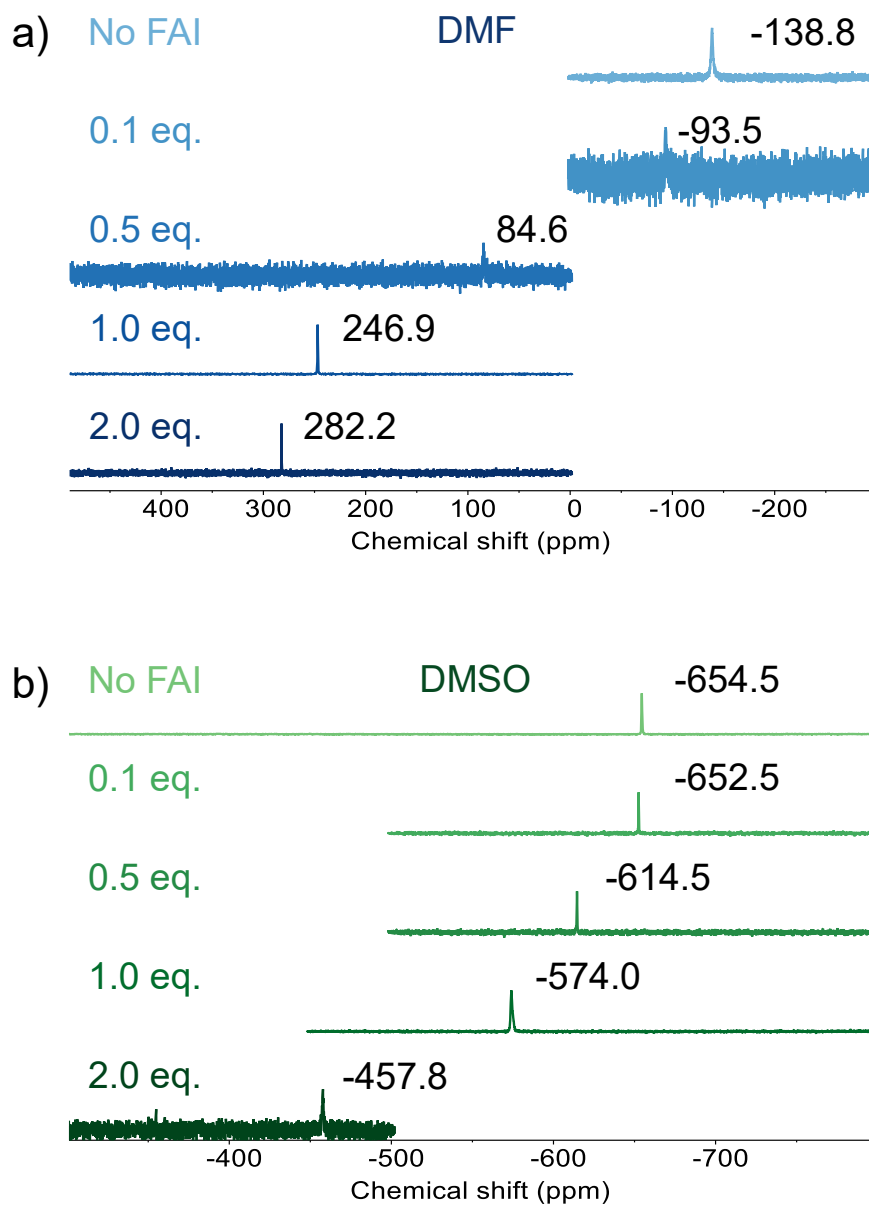 a) No FAI DMF -138.8
0.1 eq. -93.5
0.5 eq. 84.6
1.0 eq. 246.9
2.0 eq. 282.2
400 300 200 100 0 -100 -200
Chemical shift (ppm)
b) No FAI DMSO -654.5
0.1 eq. -652.5
0.5 eq. -614.5
1.0 eq. -574.0
2.0 eq. -457.8
-400 -500 -600 -700
Chemical shift (ppm)